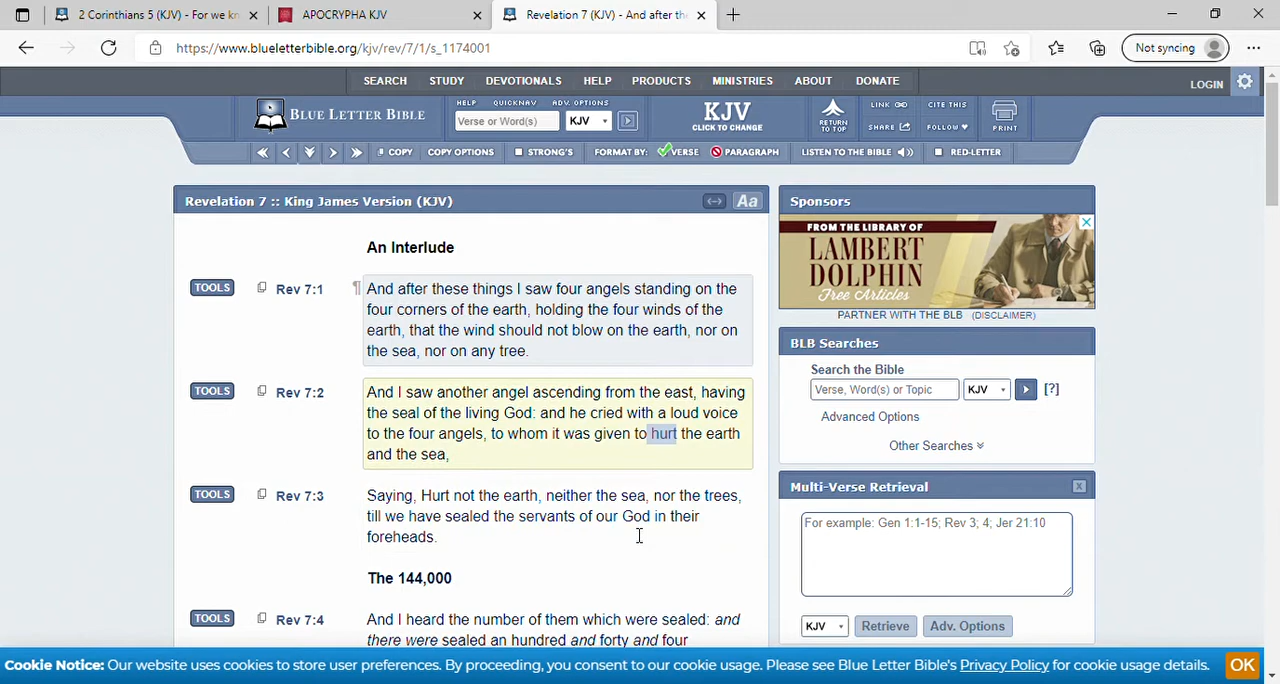 2 Corinthians 5 (KJV) - For we kn
APOCRYPHA KJV
Revelation 7 (KJV) - And after the
https://www.blueletterbible.org/kjv/rev/7/1/s_1174001
Not syncing
SEARCH STUDY DEVOTIONALS HELP PRODUCTS MINISTRIES ABOUT DONATE
LOGIN
BLUE LETTER BIBLE
HELP QUICKNAV ADV. OPTIONS
Verse or Word(s) KJV
KJV
CLICK TO CHANGE
RETURN
TO TOP
LINK CITE THIS
SHARE FOLLOW
PRINT
COPY COPY OPTIONS STRONG'S FORMAT BY: VERSE PARAGRAPH LISTEN TO THE BIBLE RED-LETTER
Revelation 7 :: King James Version (KJV)
Aa
An Interlude
TOOLS Rev 7:1 ¶ And after these things I saw four angels standing on the
four corners of the earth, holding the four winds of the
earth, that the wind should not blow on the earth, nor on
the sea, nor on any tree.
TOOLS Rev 7:2 And I saw another angel ascending from the east, having
the seal of the living God: and he cried with a loud voice
to the four angels, to whom it was given to hurt the earth
and the sea,
TOOLS Rev 7:3 Saying, Hurt not the earth, neither the sea, nor the trees,
till we have sealed the servants of our God in their
foreheads.
The 144,000
TOOLS Rev 7:4 And I heard the number of them which were sealed: and
there were sealed an hundred and forty and four
Sponsors
FROM THE LIBRARY OF
LAMBERT
DOLPHIN
Free Articles
PARTNER WITH THE BLB (DISCLAIMER)
BLB Searches
Search the Bible
Verse, Word(s) or Topic KJV [?]
Advanced Options
Other Searches
Multi-Verse Retrieval X
For example: Gen 1:1-15; Rev 3; 4; Jer 21:10
KJV Retrieve Adv. Options
Cookie Notice: Our website uses cookies to store user preferences. By proceeding, you consent to our cookie usage. Please see Blue Letter Bible's Privacy Policy for cookie usage details. OK